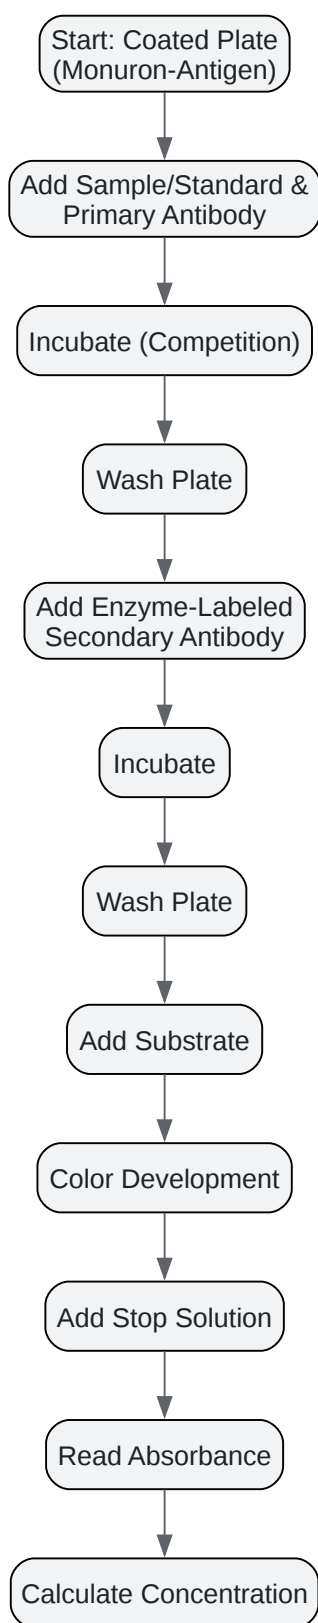 Start: Coated Plate
(Monuron-Antigen)
Add Sample/Standard &
Primary Antibody
Incubate (Competition)
Wash Plate
Add Enzyme-Labeled
Secondary Antibody
Incubate
Wash Plate
Add Substrate
Color Development
Add Stop Solution
Read Absorbance
Calculate Concentration